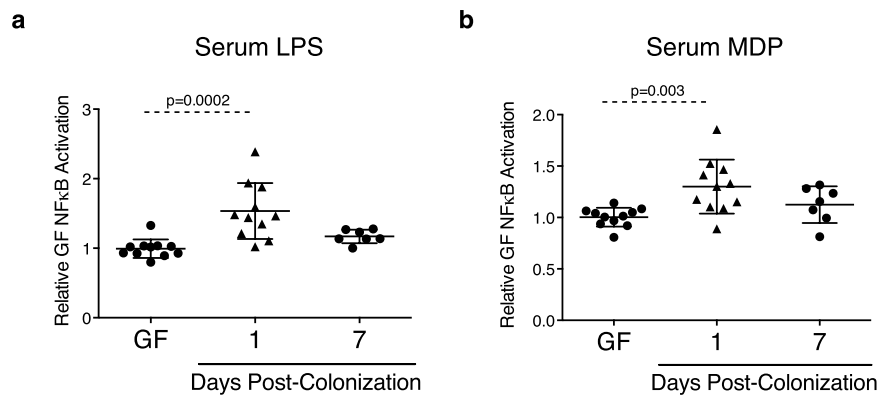 a
Serum LPS
Relative GF NFκB Activation
3
2
1
0
p=0.0002
GF
1
7
Days Post-Colonization
b
Serum MDP
Relative GF NFκB Activation
2.0
1.5
1.0
0.5
0.0
p=0.003
GF
1
7
Days Post-Colonization